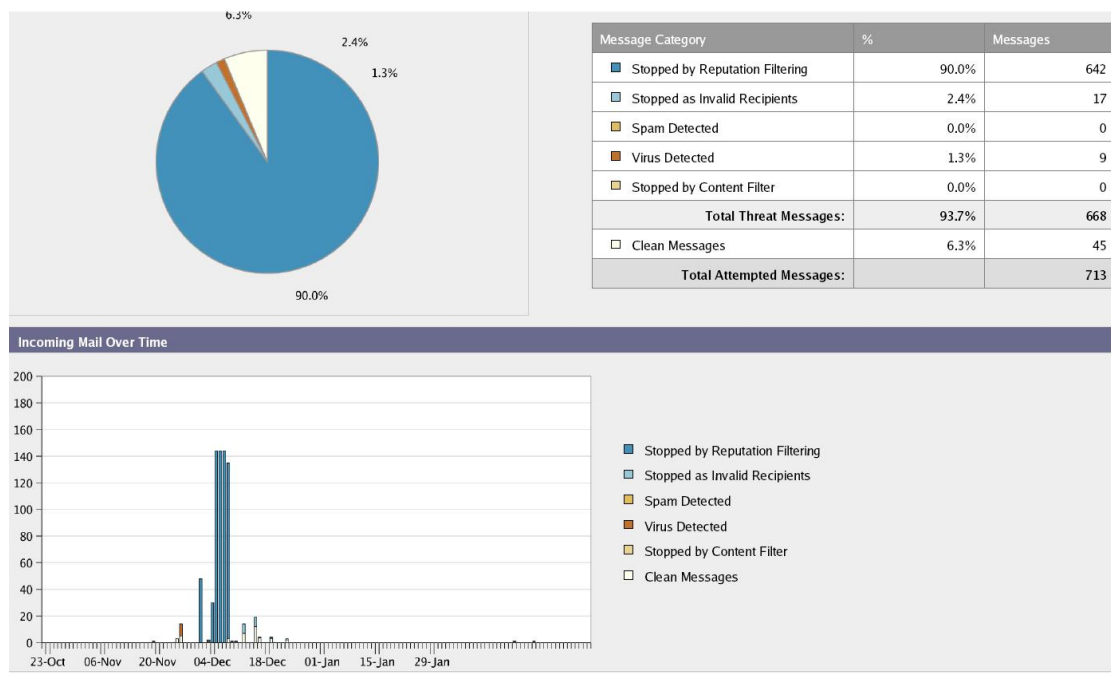 6.3%
2.4%
1.3%
90.0%
Message Category % Messages
Stopped by Reputation Filtering 90.0% 642
Stopped as Invalid Recipients 2.4% 17
Spam Detected 0.0% 0
Virus Detected 1.3% 9
Stopped by Content Filter 0.0% 0
Total Threat Messages: 93.7% 668
Clean Messages 6.3% 45
Total Attempted Messages: 713
Incoming Mail Over Time
200
180
160
140
120
100
80
60
40
20
0
23-Oct 06-Nov 20-Nov 04-Dec 18-Dec 01-Jan 15-Jan 29-Jan
Stopped by Reputation Filtering
Stopped as Invalid Recipients
Spam Detected
Virus Detected
Stopped by Content Filter
Clean Messages